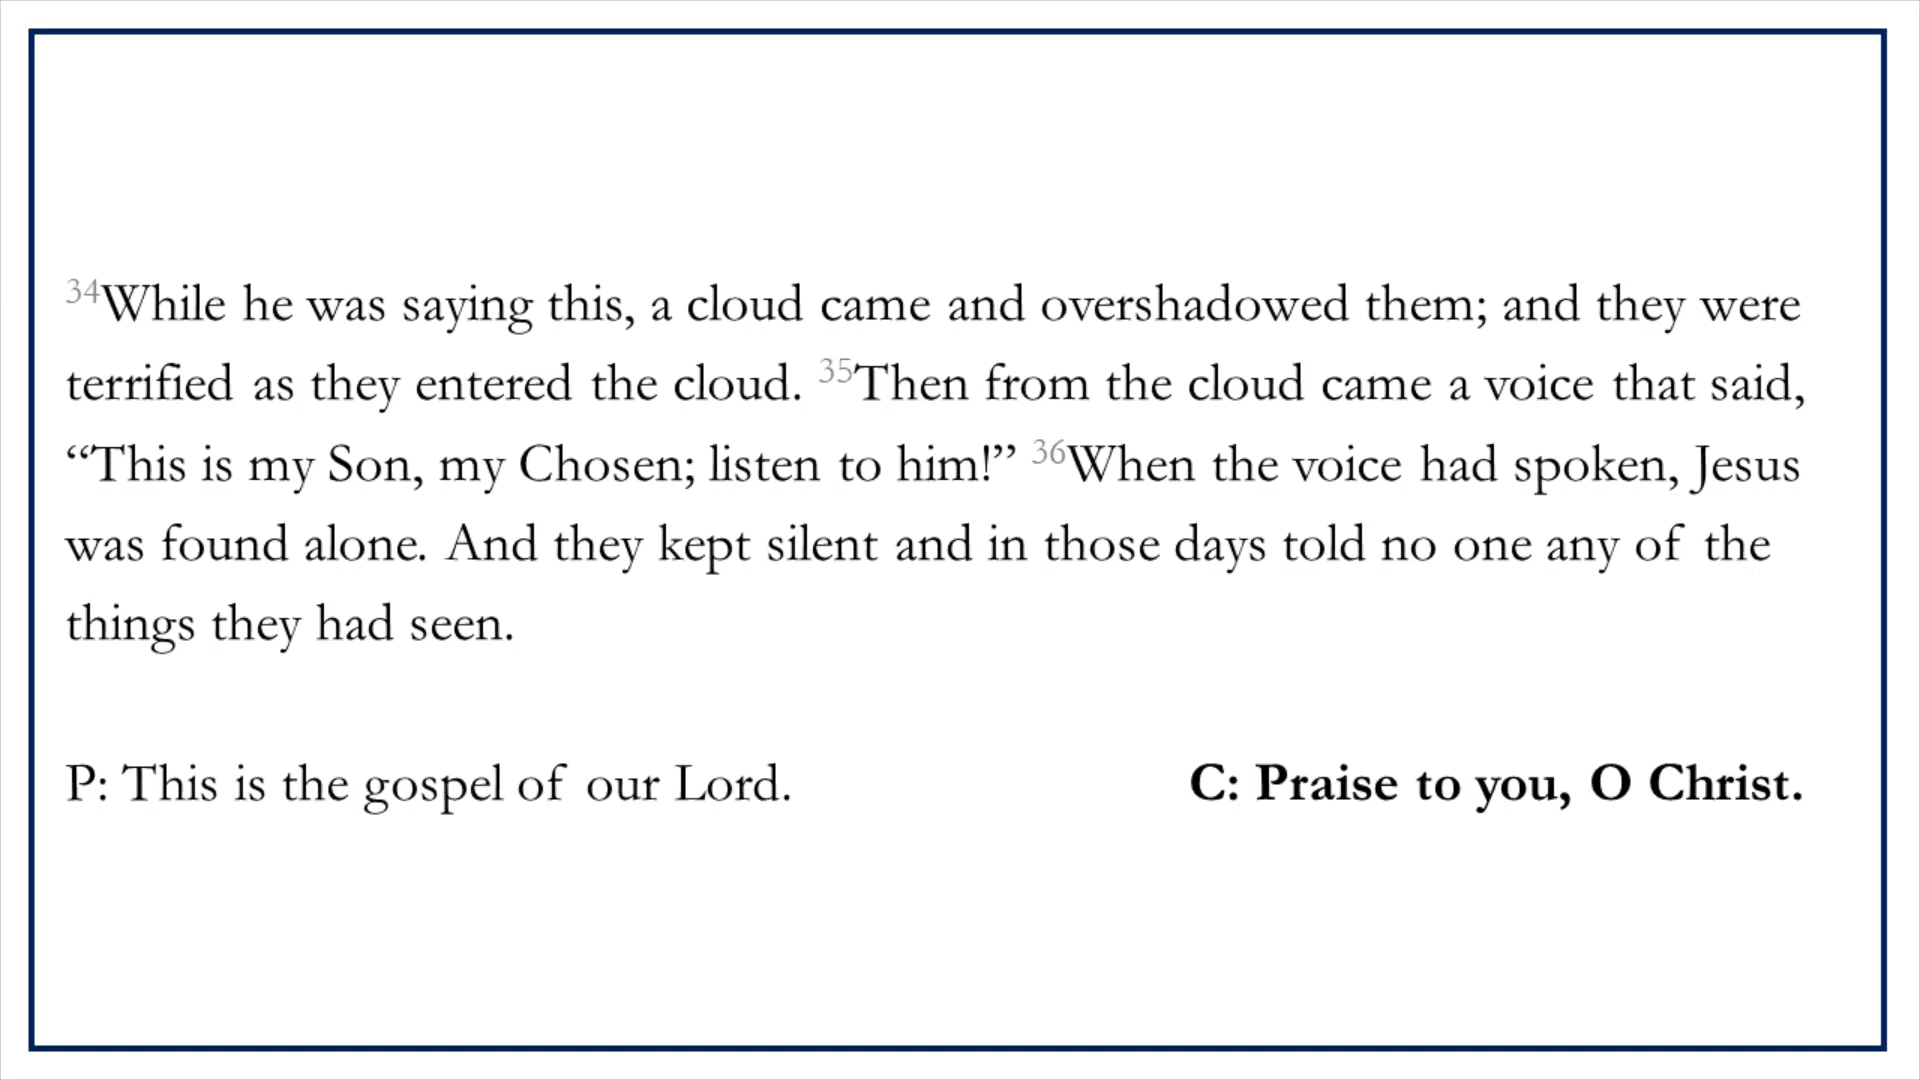 34While he was saying this, a cloud came and overshadowed them; and they were
terrified as they entered the cloud. 35Then from the cloud came a voice that said,
“This is my Son, my Chosen; listen to him!” 36When the voice had spoken, Jesus
was found alone. And they kept silent and in those days told no one any of the
things they had seen.
P: This is the gospel of our Lord. C: Praise to you, O Christ.